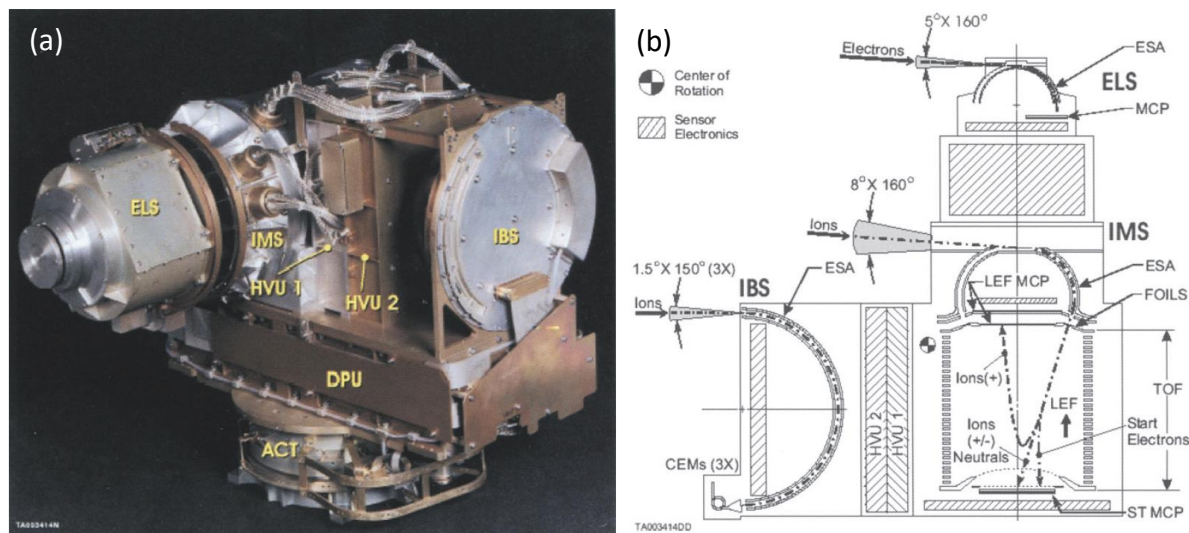 (a)
ELS
IMS
HVU 1
HVU 2
IBS
DPU
ACT
TA003414N
(b)
5° X 160°
Electrons
ESA
ELS
MCP
Center of
Rotation
Sensor
Electronics
8° X 160°
Ions
IMS
ESA
LEF MCP
FOILS
1.5° X 150° (3X)
IBS
ESA
Ions
Ions(+)
TOF
LEF
Ions
(+/-)
Neutrals
Start
Electrons
HVU 2
HVU 1
CEMs (3X)
ST MCP
TA003414DD